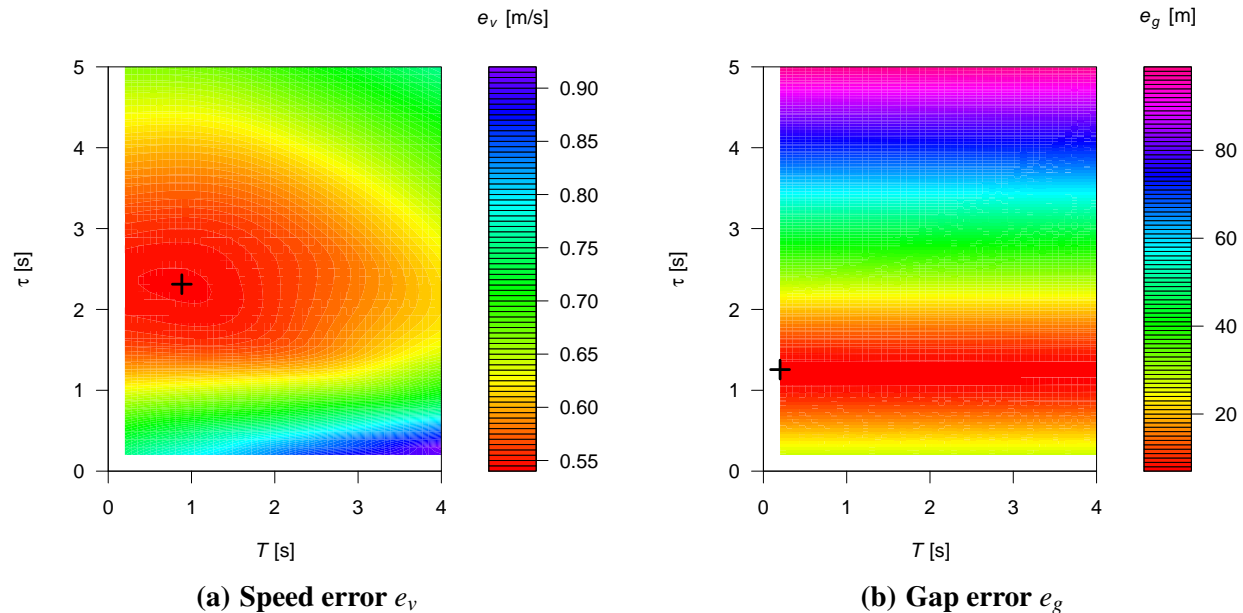 e_v [m/s]
5
4
3
2
1
0
τ [s]
0 1 2 3 4
T [s]
0.90
0.85
0.80
0.75
0.70
0.65
0.60
0.55
(a) Speed error e_v
e_g [m]
5
4
3
2
1
0
τ [s]
0 1 2 3 4
T [s]
80
60
40
20
(b) Gap error e_g